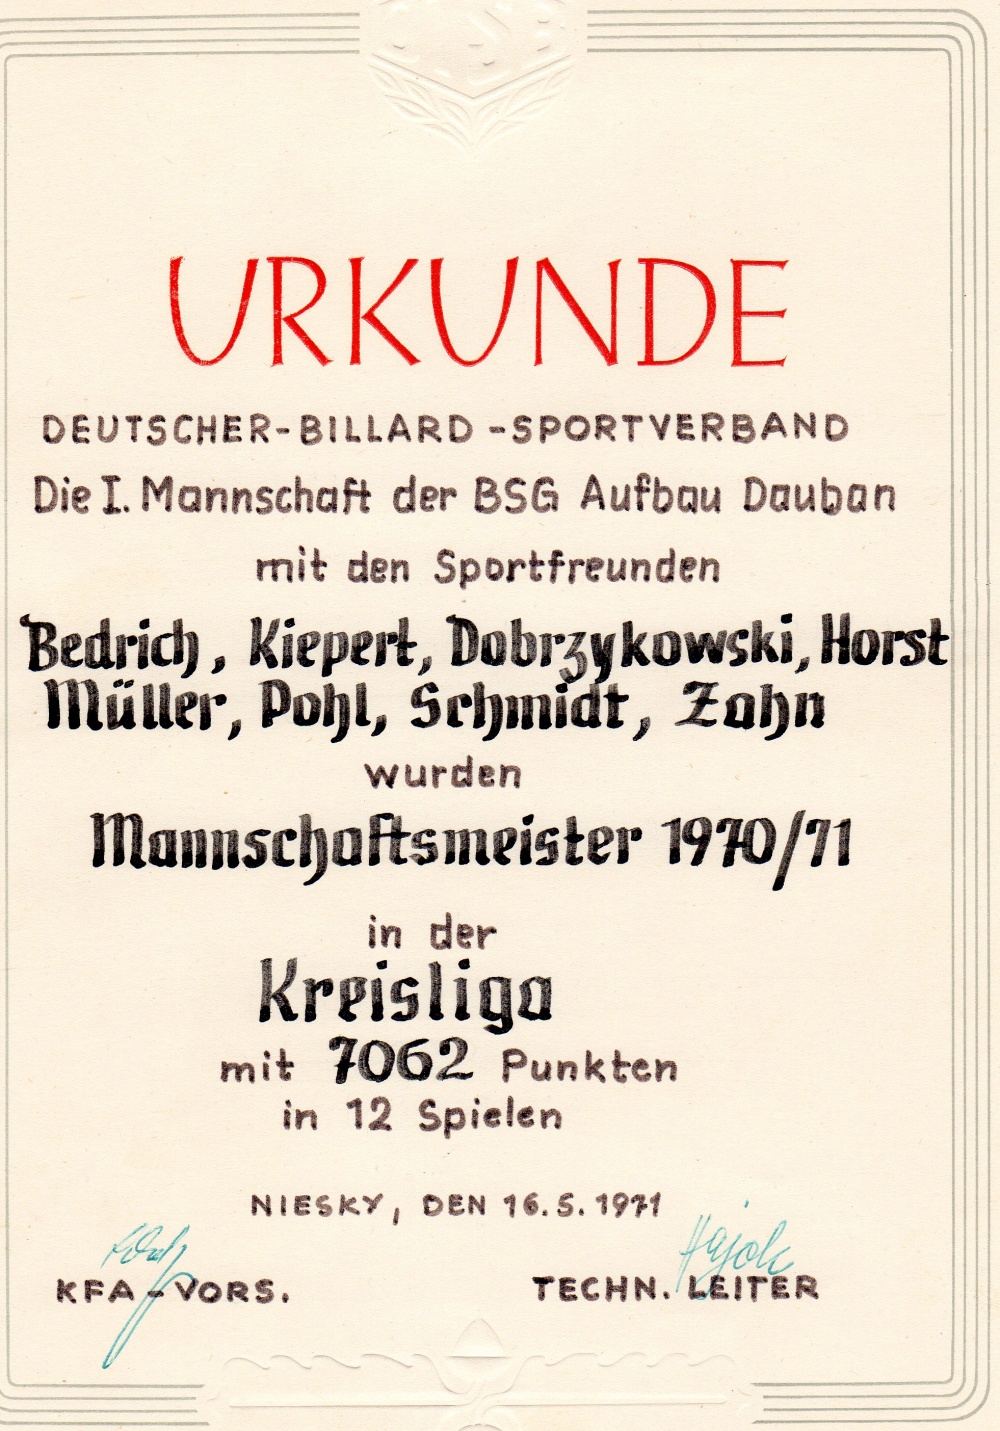 URKUNDE
DEUTSCHER-BILLARD-SPORTVERBAND
Die I. Mannschaft der BSG Aufbau Dauban
mit den Sportfreunden
Bedrich, Kiepert, Dobrzykowski, Horst
Müller, Pohl, Schmidt, Zahn
wurden
Mannschaftsmeister 1970/71
in der
Kreisliga
mit 7062 Punkten
in 12 Spielen
NIESKY, DEN 16.5.1971
Hajok
KFA-VORS. TECHN. LEITER